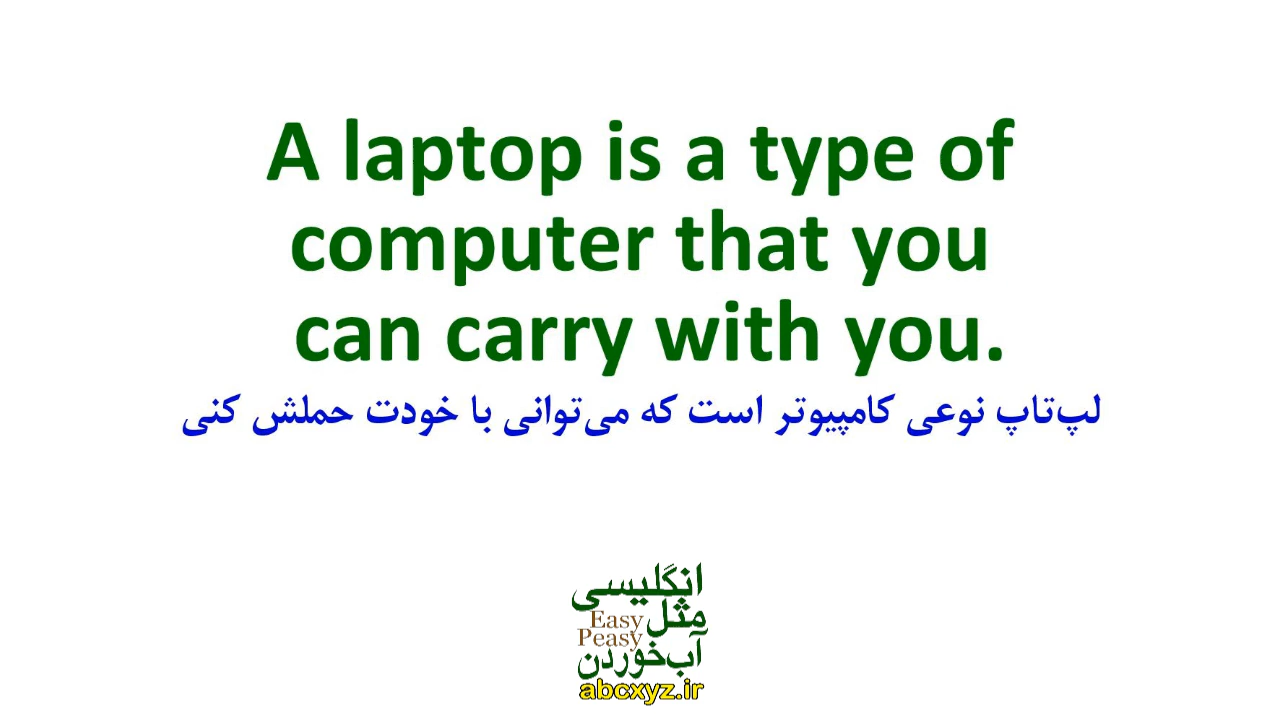 A laptop is a type of
computer that you
can carry with you.
لپ‌تاپ نوعی کامپیوتر است که می‌توانی با خودت حملش کنی
انگلیسی
مثل
Easy
Peasy
آب‌خوردن
abcxyz.ir